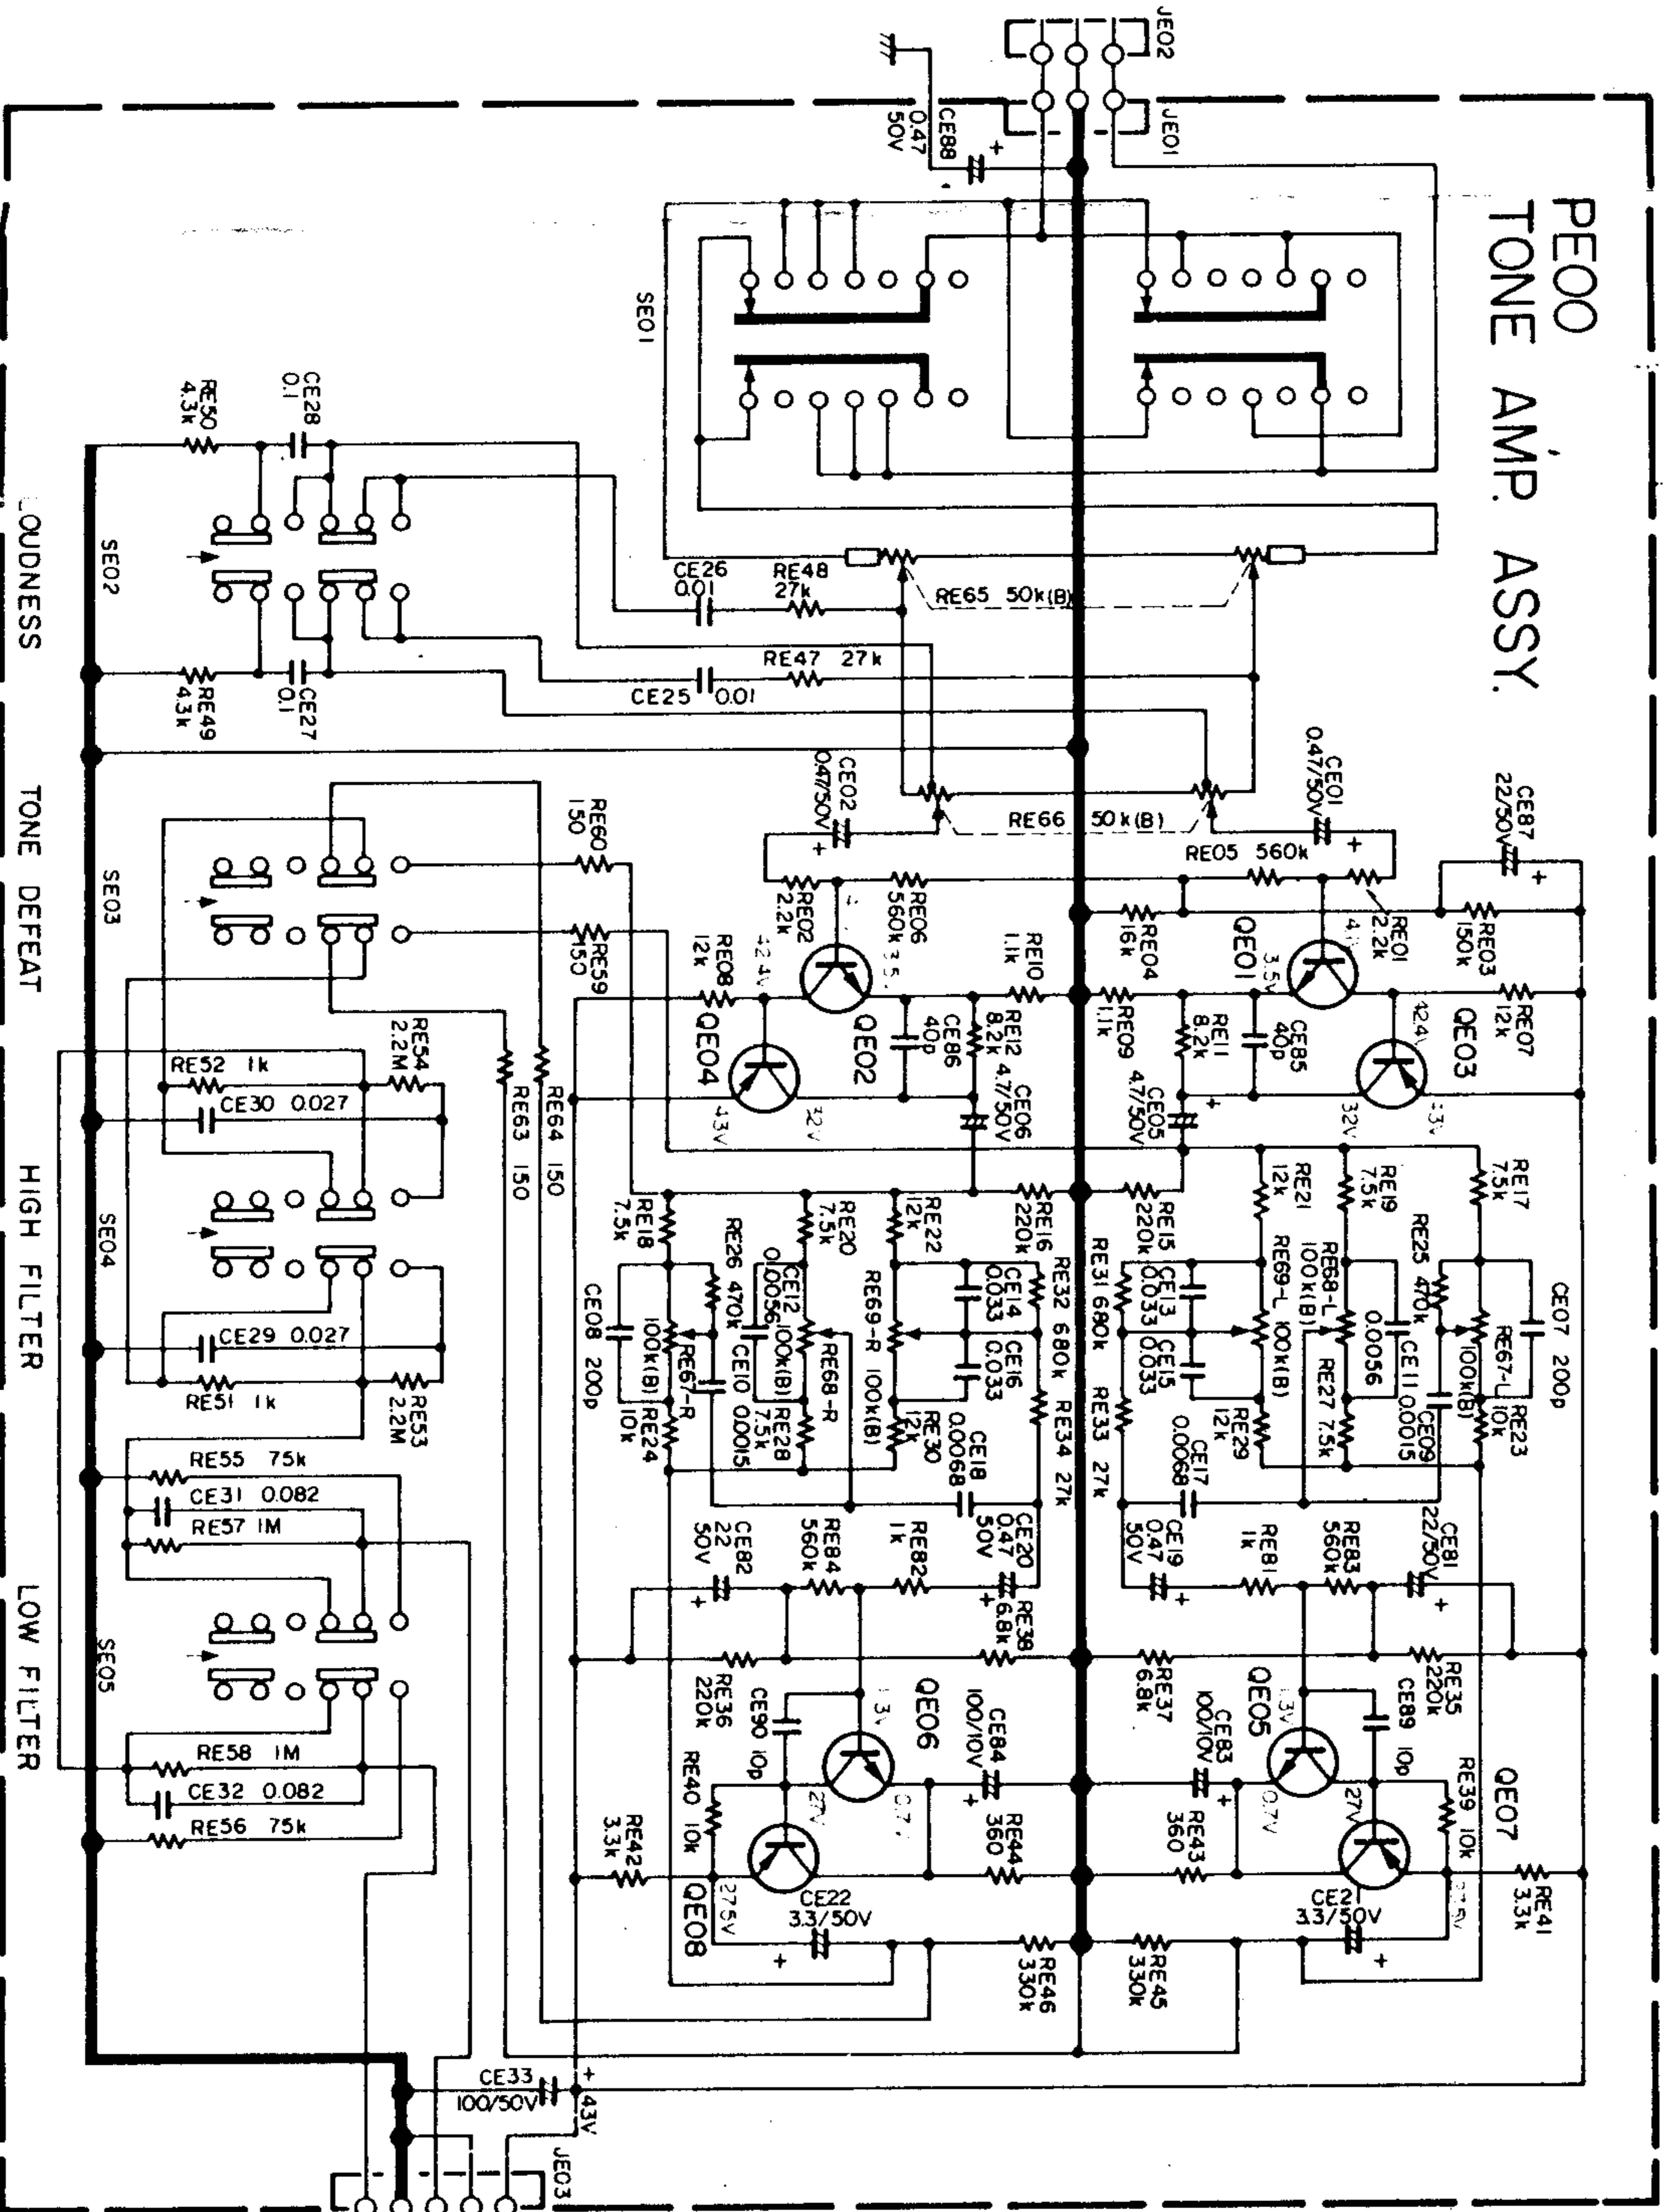 PE00
TONE AMP. ASSY.
JE02
JE01
CE88
0.47
50V
SE01
CE28
0.1
RE50
4.3k
SE02
LOUDNESS
RE49
4.3k
CE27
0.1
CE26
0.01
RE48
27k
RE47 27k
CE25 0.01
RE65 50k(B)
RE66 50k(B)
CE02
0.47/50V
CE01
0.47/50V
CE87
22/50V
RE05 560k
RE01
2.2k
RE03
150k
RE04
16k
RE06
560k
RE02
2.2k
QE01
3.5V
RE07
12k
QE03
RE10
1.1k
RE09
1.1k
RE08
12k
QE04
QE02
CE86
40p
RE12
8.2k
CE06
4.7/50V
RE11
8.2k
CE85
40p
CE05
4.7/50V
32V
RE60
150
RE59
150
TONE DEFEAT
SE03
RE54
2.2M
RE52 1k
CE30 0.027
RE63 150
RE64 150
HIGH FILTER
SE04
CE29 0.027
RE51 1k
RE53
2.2M
RE17
7.5k
RE19
7.5k
RE21
12k
RE15
220k
RE16
220k
RE22
12k
RE20
7.5k
RE18
7.5k
RE25 470k
RE26 470k
CE07 200p
CE08 200p
RE67-L
100k(B)
RE68-L
100k(B)
RE69-L 100k(B)
RE67-R
100k(B)
RE68-R
100k(B)
RE69-R 100k(B)
CE11
0.0056
CE12
0.0056
CE09
0.0015
CE10 0.0015
CE13
0.033
CE15
0.033
CE14
0.033
CE16
0.033
RE31 680k
RE32 680k
RE33 27k
RE34 27k
RE23
10k
RE24
10k
RE27 7.5k
RE28
7.5k
RE29
12k
RE30
12k
CE17
0.0068
CE18
0.0068
CE19
0.47
50V
CE20
0.47
50V
RE81
1k
RE82
1k
RE83
560k
RE84
560k
CE81
22/50V
CE82
22
50V
RE55 75k
CE31 0.082
RE57 1M
LOW FILTER
SE05
RE58 1M
CE32 0.082
RE56 75k
RE35
220k
RE36
220k
RE37
6.8k
RE38
6.8k
CE89 10p
CE90 10p
QE05
QE06
CE83
100/10V
CE84
100/10V
0.7V
27V
27V
RE43
360
RE44
360
RE39 10k
RE40 10k
QE07
QE08
RE41
3.3k
RE42
3.3k
CE22
3.3/50V
3.3/50V
RE45
330k
RE46
330k
CE33
100/50V
43V
JE03